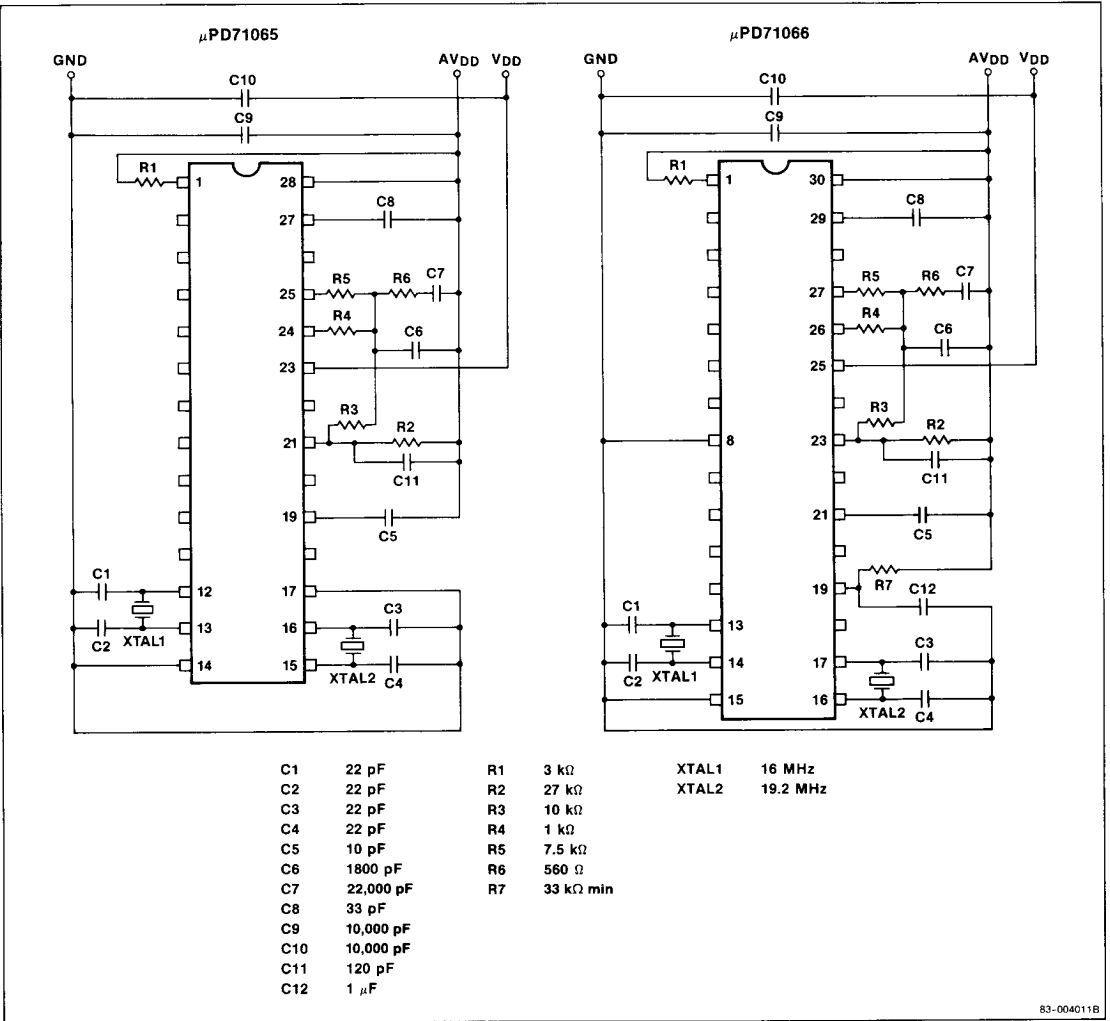 μPD71065
GND
AVDD
VDD
C10
C9
R1
1
28
27
C8
25
R5
R6
C7
24
R4
C6
23
R3
21
R2
C11
19
C5
C1
12
17
XTAL1
C2
13
16
C3
14
15
XTAL2
C4
μPD71066
GND
AVDD
VDD
C10
C9
R1
1
30
29
C8
27
R5
R6
C7
26
R4
C6
25
R3
8
23
R2
C11
21
C5
19
R7
C12
C1
13
XTAL1
C2
14
17
C3
15
16
XTAL2
C4
C1 22 pF R1 3 kΩ XTAL1 16 MHz
C2 22 pF R2 27 kΩ XTAL2 19.2 MHz
C3 22 pF R3 10 kΩ
C4 22 pF R4 1 kΩ
C5 10 pF R5 7.5 kΩ
C6 1800 pF R6 560 Ω
C7 22,000 pF R7 33 kΩ min
C8 33 pF
C9 10,000 pF
C10 10,000 pF
C11 120 pF
C12 1 μF
83-004011B